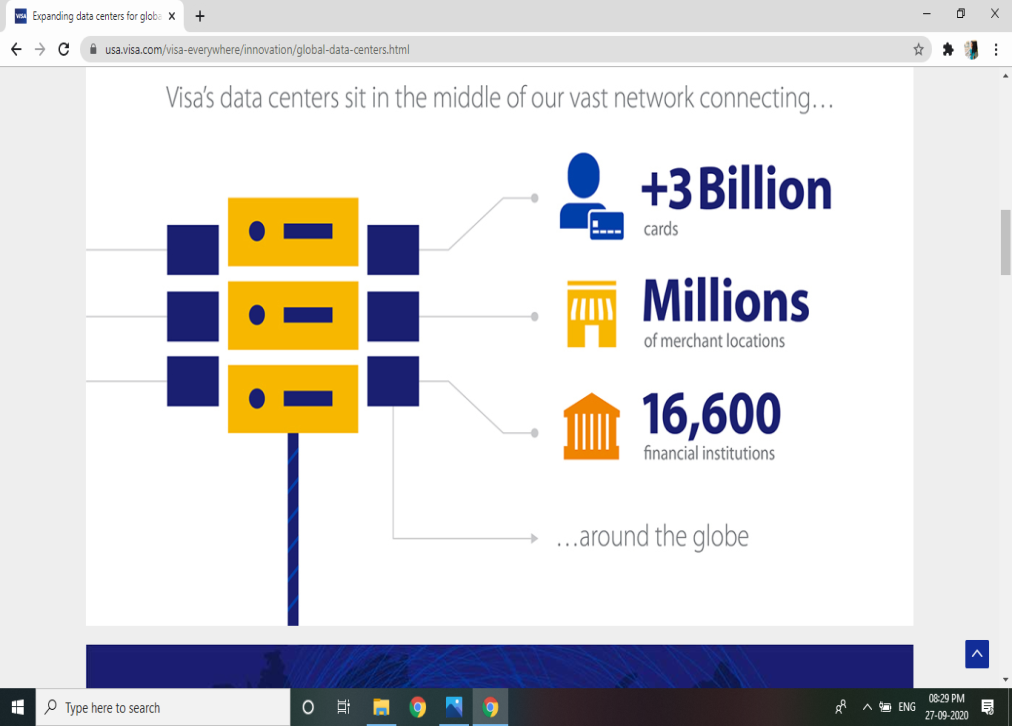 VISA
Expanding data centers for globa
usa.visa.com/visa-everywhere/innovation/global-data-centers.html
Visa's data centers sit in the middle of our vast network connecting...
+3 Billion
cards
Millions
of merchant locations
16,600
financial institutions
...around the globe
Type here to search
ENG
08:29 PM
27-09-2020